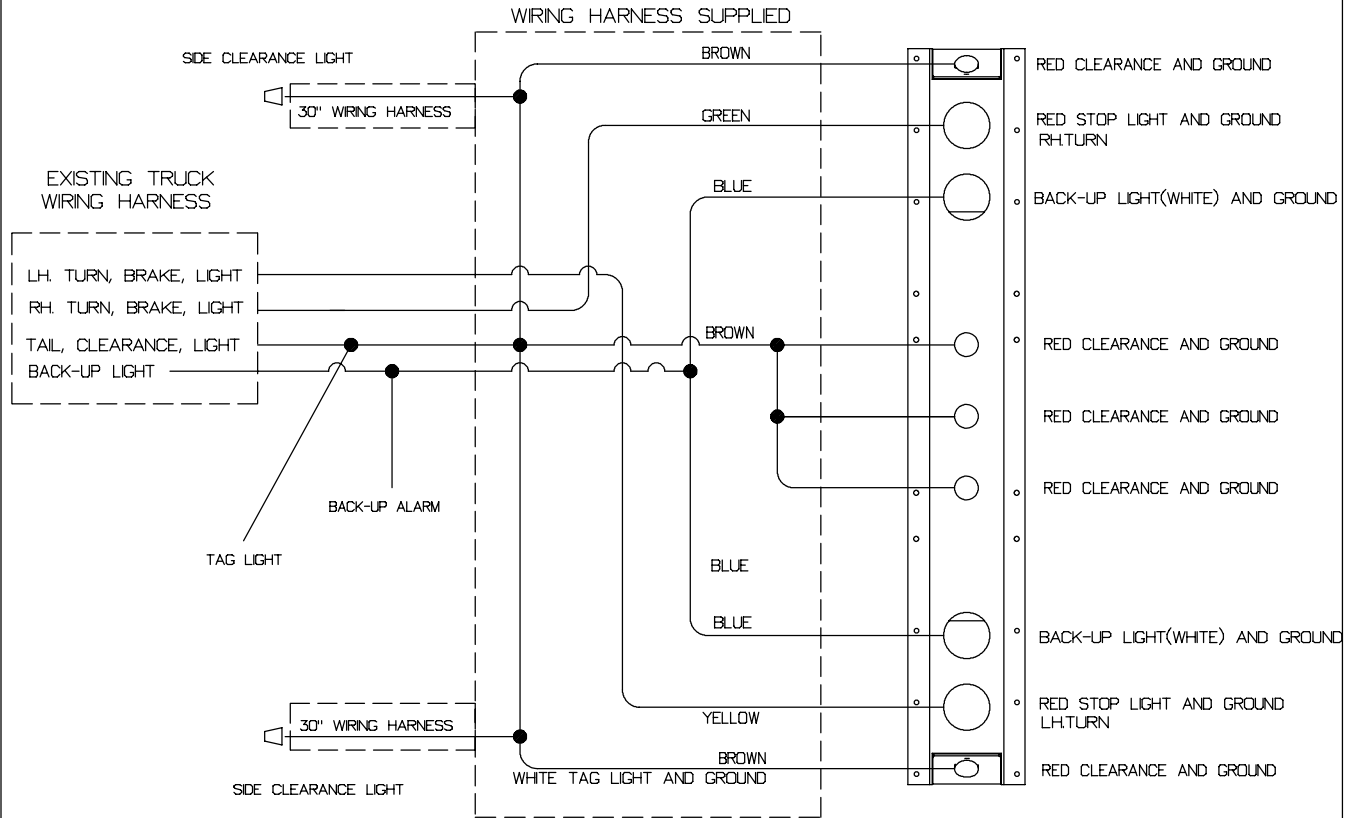 WIRING HARNESS SUPPLIED
SIDE CLEARANCE LIGHT
BROWN
RED CLEARANCE AND GROUND
30" WIRING HARNESS
GREEN
RED STOP LIGHT AND GROUND
RH.TURN
EXISTING TRUCK
WIRING HARNESS
BLUE
BACK-UP LIGHT(WHITE) AND GROUND
LH. TURN, BRAKE, LIGHT
RH. TURN, BRAKE, LIGHT
TAIL, CLEARANCE, LIGHT
BROWN
RED CLEARANCE AND GROUND
BACK-UP LIGHT
RED CLEARANCE AND GROUND
RED CLEARANCE AND GROUND
BACK-UP ALARM
TAG LIGHT
BLUE
BLUE
BACK-UP LIGHT(WHITE) AND GROUND
30" WIRING HARNESS
YELLOW
RED STOP LIGHT AND GROUND
LH.TURN
BROWN
WHITE TAG LIGHT AND GROUND
RED CLEARANCE AND GROUND
SIDE CLEARANCE LIGHT